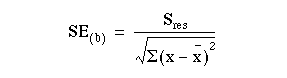 SE(b) = Sres / √Σ(x − x̄)²